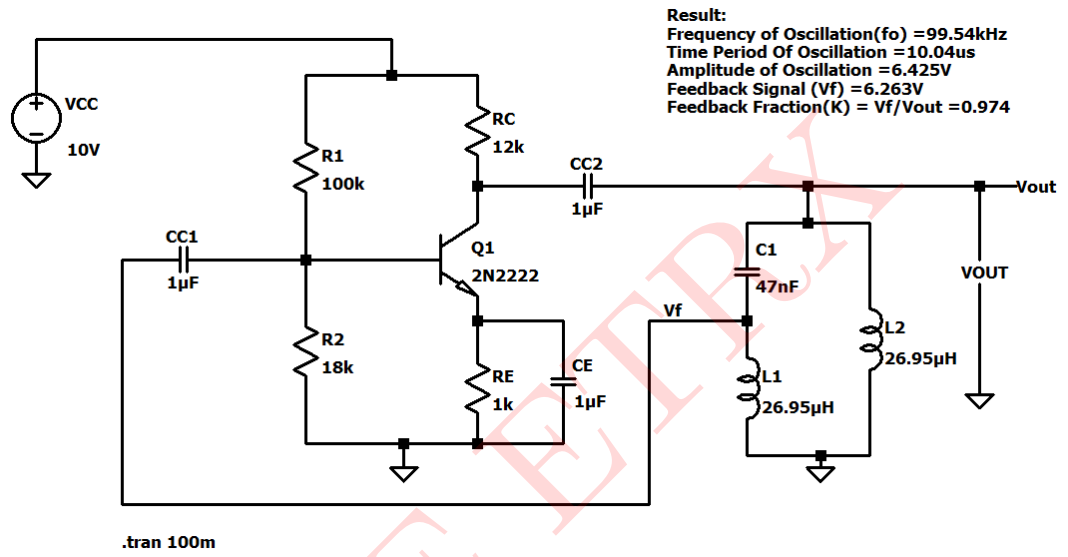 Result:
Frequency of Oscillation(fo) =99.54kHz
Time Period Of Oscillation =10.04us
Amplitude of Oscillation =6.425V
Feedback Signal (Vf) =6.263V
Feedback Fraction(K) = Vf/Vout =0.974
VCC
10V
R1
100k
RC
12k
CC2
1µF
Vout
CC1
1µF
Q1
2N2222
C1
47nF
VOUT
Vf
R2
18k
RE
1k
CE
1µF
L1
26.95µH
L2
26.95µH
.tran 100m
E ETRX